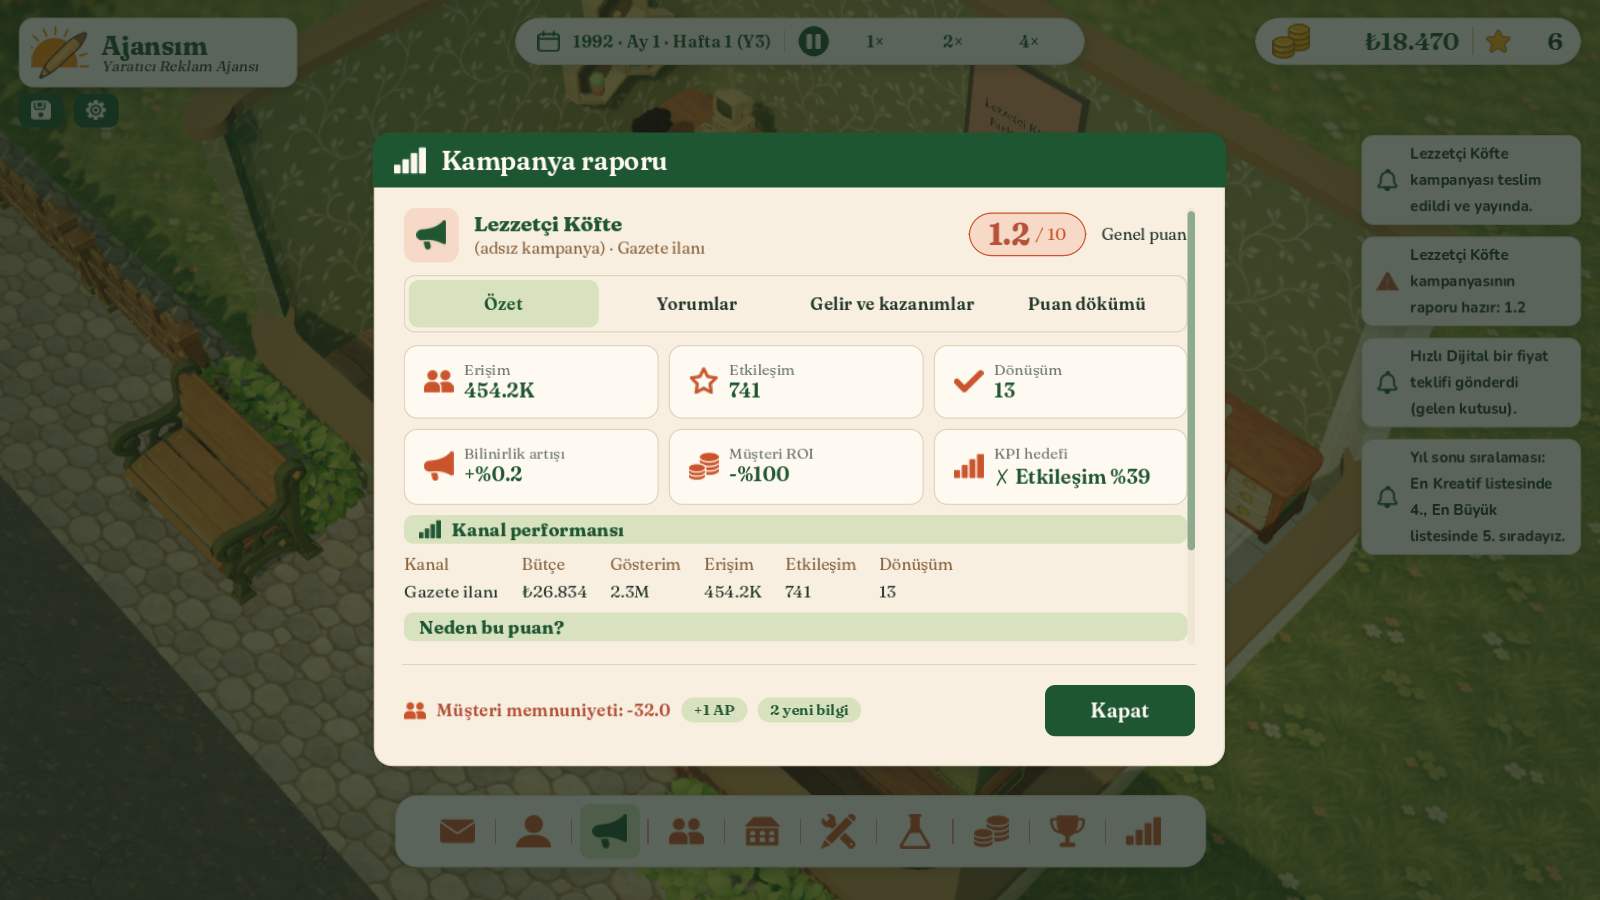 Ajansım
Yaratıcı Reklam Ajansı
1992 · Ay 1 · Hafta 1 (Y3)
1×
2×
4×
₺18.470
6
Kampanya raporu
Lezzetçi Köfte
(adsız kampanya) · Gazete ilanı
1.2 / 10
Genel puan
Özet
Yorumlar
Gelir ve kazanımlar
Puan dökümü
Erişim
454.2K
Etkileşim
741
Dönüşüm
13
Bilinirlik artışı
+%0.2
Müşteri ROI
-%100
KPI hedefi
✗ Etkileşim %39
Kanal performansı
Kanal Bütçe Gösterim Erişim Etkileşim Dönüşüm
Gazete ilanı ₺26.834 2.3M 454.2K 741 13
Neden bu puan?
Müşteri memnuniyeti: -32.0
+1 AP
2 yeni bilgi
Kapat
Lezzetçi Köfte
kampanyası teslim
edildi ve yayında.
Lezzetçi Köfte
kampanyasının
raporu hazır: 1.2
Hızlı Dijital bir fiyat
teklifi gönderdi
(gelen kutusu).
Yıl sonu sıralaması:
En Kreatif listesinde
4., En Büyük
listesinde 5. sıradayız.